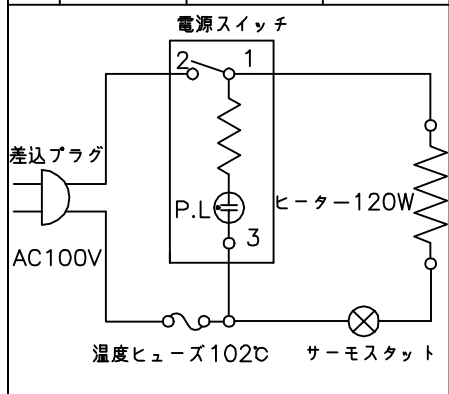 電源スイッチ
2 1
差込プラグ
P.L
ヒーター120W
3
AC100V
温度ヒューズ102℃
サーモスタット